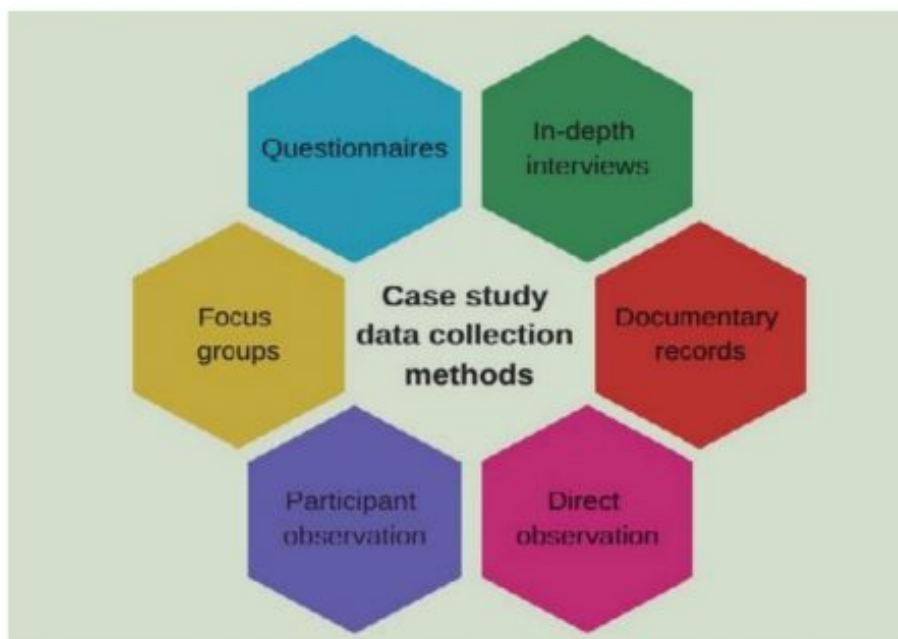 Questionnaires
In-depth
interviews
Focus
groups
Case study
data collection
methods
Documentary
records
Participant
observation
Direct
observation